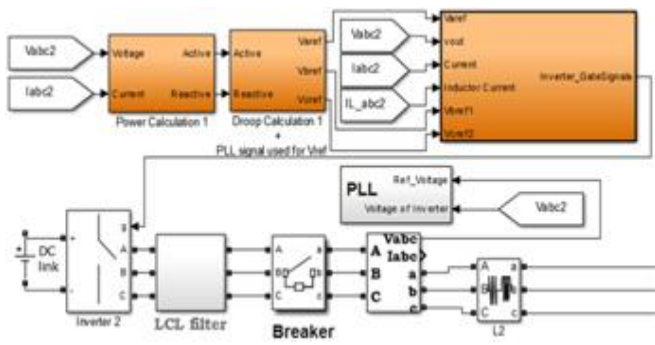 Vabc2
Iabc2
Voltage
Current
Active
Reactive
Power Calculation 1
Active
Reactive
Varef
Vbref
Vcref
Droop Calculation 1
+
PLL signal used for Vref
Vabc2
Iabc2
IL_abc2
Varef
vout
Current
Inductor Current
Vbref1
Vbref2
Inverter_GateSignals
PLL
Ref_Voltage
Voltage of Inverter
Vabc2
DC
link
+
-
g
A
B
C
Inverter 2
LCL filter
A
B
C
a
b
c
Breaker
A
B
C
Vabc
Iabc
a
b
c
A
B
C
a
b
c
L2